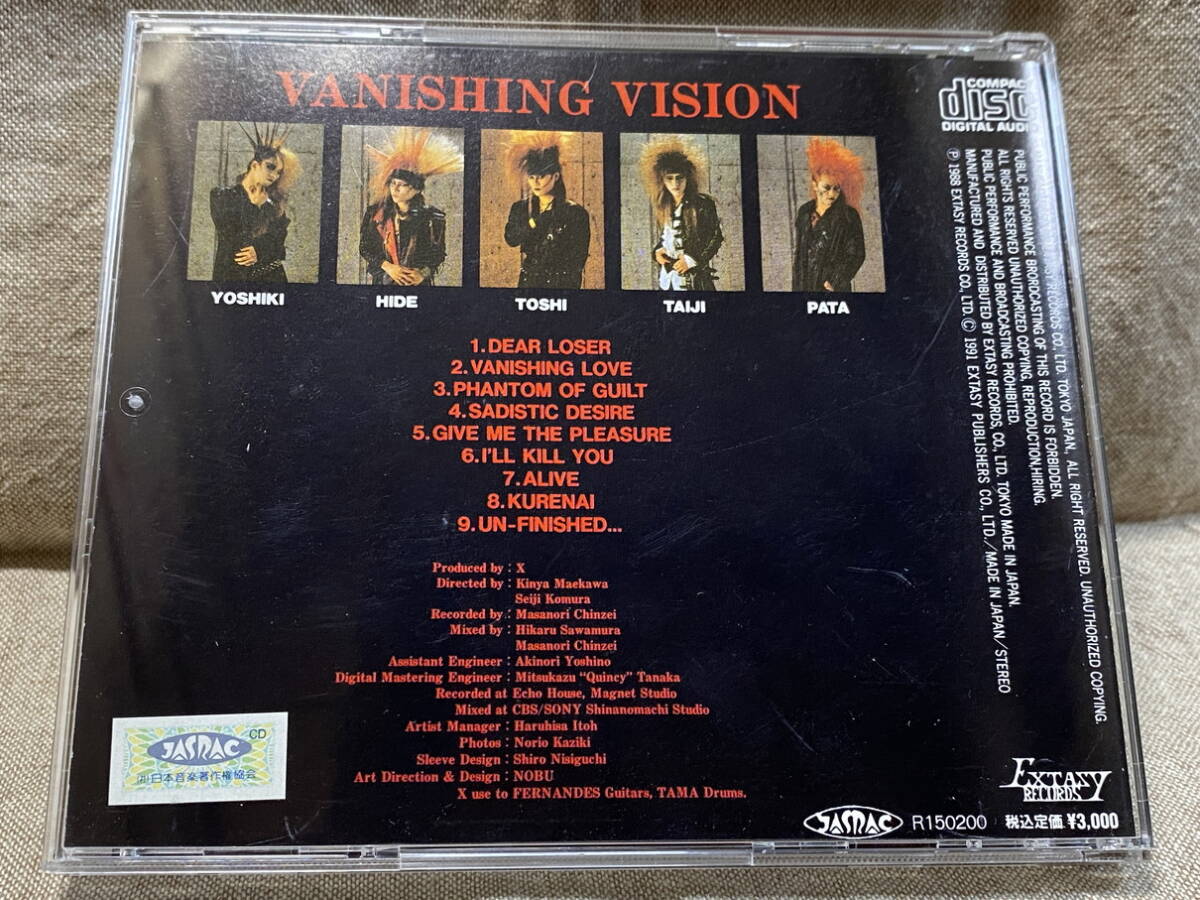 VANISHING VISION
COMPACT
disc
DIGITAL AUDIO
YOSHIKI
HIDE
TOSHI
TAIJI
PATA
1.DEAR LOSER
2.VANISHING LOVE
3.PHANTOM OF GUILT
4.SADISTIC DESIRE
5.GIVE ME THE PLEASURE
6.I'LL KILL YOU
7.ALIVE
8.KURENAI
9.UN-FINISHED...
Produced by : X
Directed by : Kinya Maekawa
Seiji Komura
Recorded by : Masanori Chinzei
Mixed by : Hikaru Sawamura
Masanori Chinzei
Assistant Engineer : Akinori Yoshino
Digital Mastering Engineer : Mitsukazu "Quincy" Tanaka
Recorded at Echo House, Magnet Studio
Mixed at CBS/SONY Shinanomachi Studio
Artist Manager : Haruhisa Itoh
Photos : Norio Kaziki
Sleeve Design : Shiro Nisiguchi
Art Direction & Design : NOBU
X use to FERNANDES Guitars, TAMA Drums.
RECORDS CO., LTD. TOKYO JAPAN, ALL RIGHT RESERVED. UNAUTHORIZED COPYING.
PUBLIC PERFORMANCE BRORDCASTING OF THIS RECORD IS FORBIDDEN.
ALL RIGHTS RESERVED UNAUTHORIZED COPYING, REPRODUCTION,HIRING.
PUBLIC PERFORMANCE AND BROADCASTING PROHIBITED.
MANUFACTURED AND DISTRIBUTED BY EXTASY RECORDS, CO., LTD. TOKYO MADE IN JAPAN.
Ⓟ 1988 EXTASY RECORDS CO., LTD. Ⓒ 1991 EXTASY PUBLISHERS CO., LTD./MADE IN JAPAN/STEREO
JASRAC
CD
(社)日本音楽著作権協会
EXTASY
RECORDS
JASRAC R150200 税込定価 ¥3,000